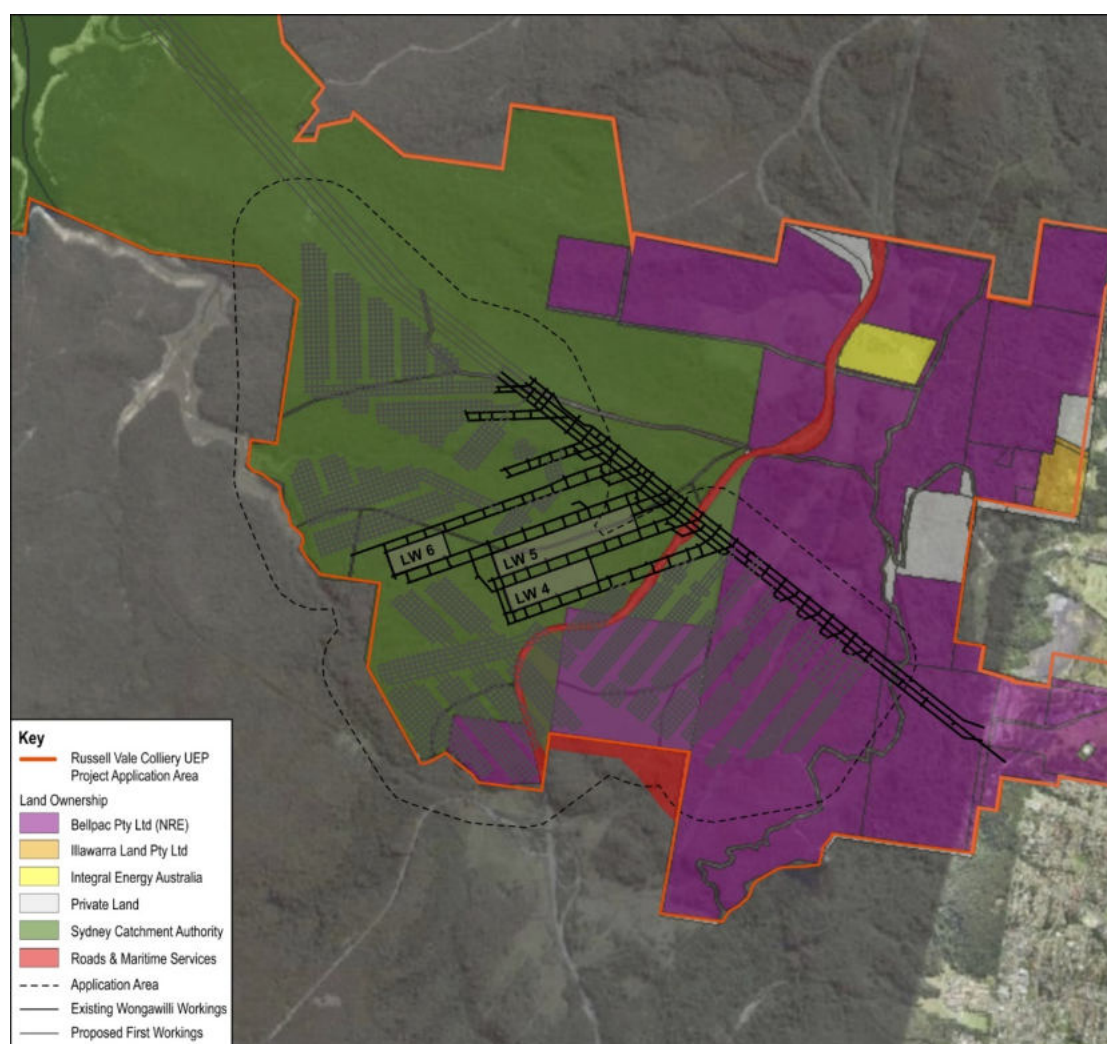 LW 6
LW 5
LW 4
Key
Russell Vale Colliery UEP
Project Application Area
Land Ownership
Bellpac Pty Ltd (NRE)
Illawarra Land Pty Ltd
Integral Energy Australia
Private Land
Sydney Catchment Authority
Roads & Maritime Services
Application Area
Existing Wongawilli Workings
Proposed First Workings